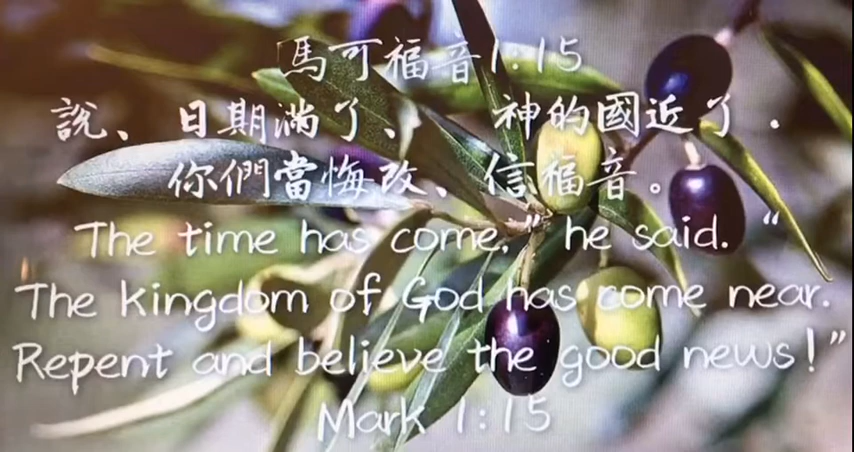 馬可福音1:15
說、日期滿了、 神的國近了.
你們當悔改、信福音。
The time has come," he said. "
The kingdom of God has come near.
Repent and believe the good news!"
Mark 1:15